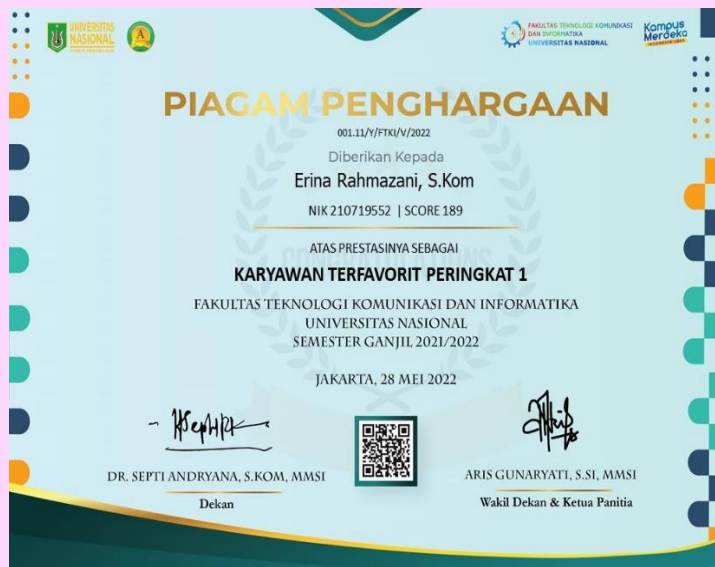 UNIVERSITAS
NASIONAL
FAKULTAS TEKNOLOGI KOMUNIKASI
DAN INFORMATIKA
UNIVERSITAS NASIONAL
Kampus
Merdeka
INDONESIA JAYA
PIAGAM PENGHARGAAN
001.11/Y/FTKI/V/2022
Diberikan Kepada
Erina Rahmazani, S.Kom
NIK 210719552 | SCORE 189
ATAS PRESTASINYA SEBAGAI
CONGRATULATIONS
KARYAWAN TERFAVORIT PERINGKAT 1
FAKULTAS TEKNOLOGI KOMUNIKASI DAN INFORMATIKA
UNIVERSITAS NASIONAL
SEMESTER GANJIL 2021/2022
JAKARTA, 28 MEI 2022
DR. SEPTI ANDRYANA, S.KOM, MMSI
Dekan
ARIS GUNARYATI, S.SI, MMSI
Wakil Dekan & Ketua Panitia